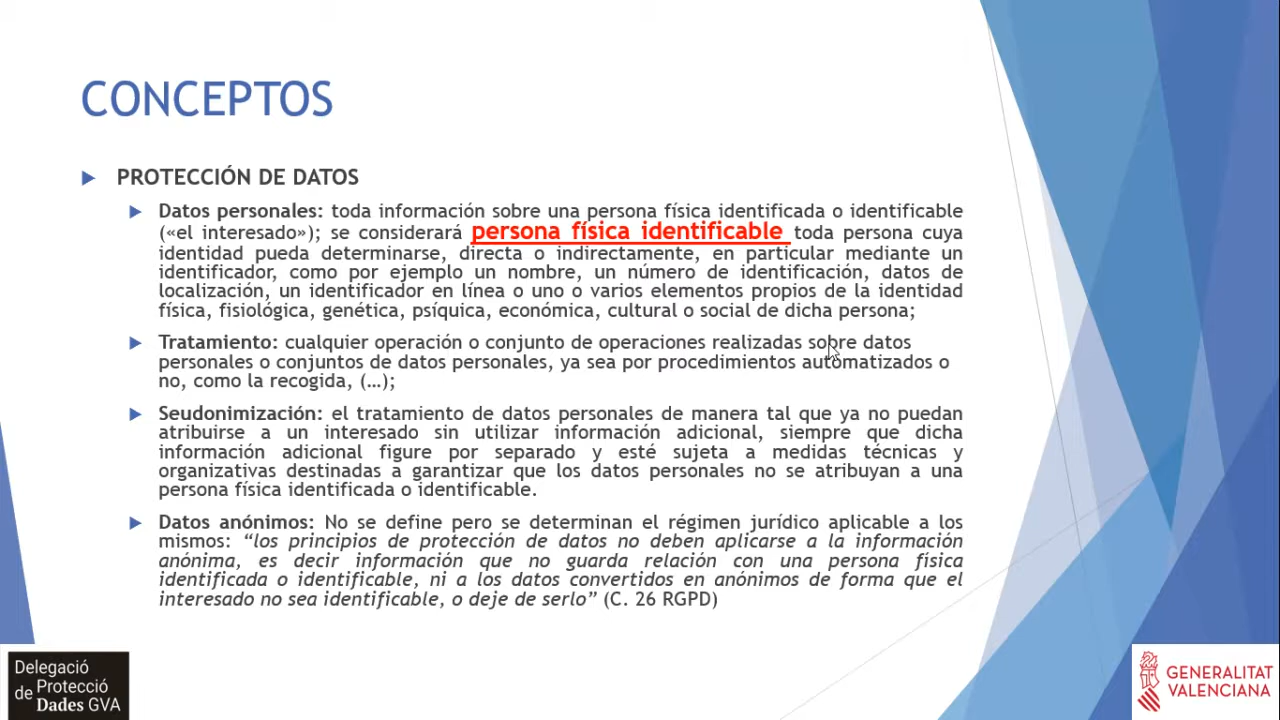 CONCEPTOS
PROTECCIÓN DE DATOS
Datos personales: toda información sobre una persona física identificada o identificable
(«el interesado»); se considerará persona física identificable toda persona cuya
identidad pueda determinarse, directa o indirectamente, en particular mediante un
identificador, como por ejemplo un nombre, un número de identificación, datos de
localización, un identificador en línea o uno o varios elementos propios de la identidad
física, fisiológica, genética, psíquica, económica, cultural o social de dicha persona;
Tratamiento: cualquier operación o conjunto de operaciones realizadas sobre datos
personales o conjuntos de datos personales, ya sea por procedimientos automatizados o
no, como la recogida, (…);
Seudonimización: el tratamiento de datos personales de manera tal que ya no puedan
atribuirse a un interesado sin utilizar información adicional, siempre que dicha
información adicional figure por separado y esté sujeta a medidas técnicas y
organizativas destinadas a garantizar que los datos personales no se atribuyan a una
persona física identificada o identificable.
Datos anónimos: No se define pero se determinan el régimen jurídico aplicable a los
mismos: “los principios de protección de datos no deben aplicarse a la información
anónima, es decir información que no guarda relación con una persona física
identificada o identificable, ni a los datos convertidos en anónimos de forma que el
interesado no sea identificable, o deje de serlo” (C. 26 RGPD)
Delegació
de Protecció
Dades GVA
GENERALITAT
VALENCIANA